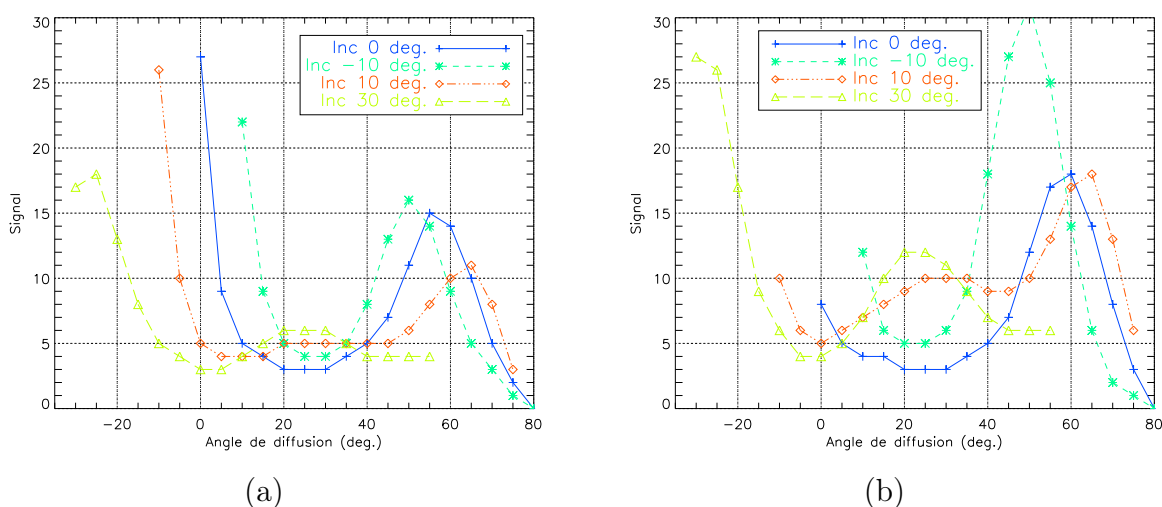 30
25
20
15
10
5
0
Signal
Inc 0 deg.
Inc -10 deg.
Inc 10 deg.
Inc 30 deg.
-20 0 20 40 60 80
Angle de diffusion (deg.)
(a)
30
25
20
15
10
5
0
Signal
Inc 0 deg.
Inc -10 deg.
Inc 10 deg.
Inc 30 deg.
-20 0 20 40 60 80
Angle de diffusion (deg.)
(b)